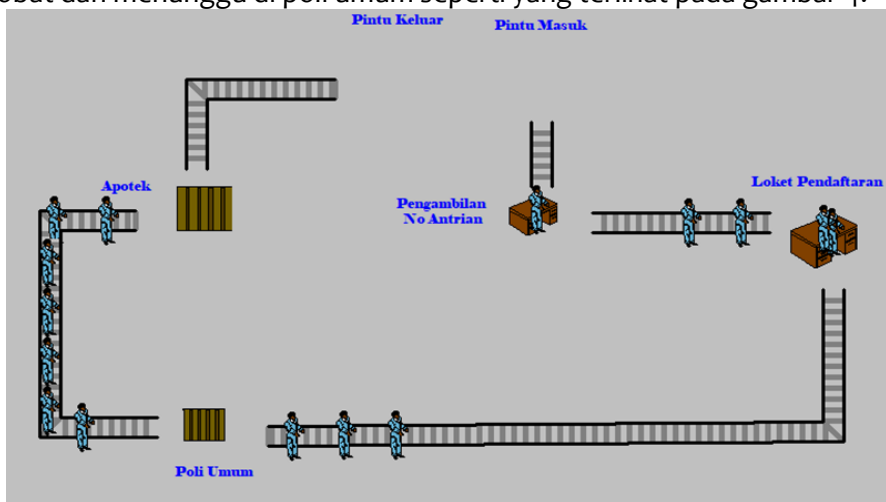 obat dan menunggu di poli umum seperti yang terlihat pada gambar 4.
Pintu Keluar
Pintu Masuk
Apotek
Loket Pendaftaran
Pengambilan
No Antrian
Poli Umum